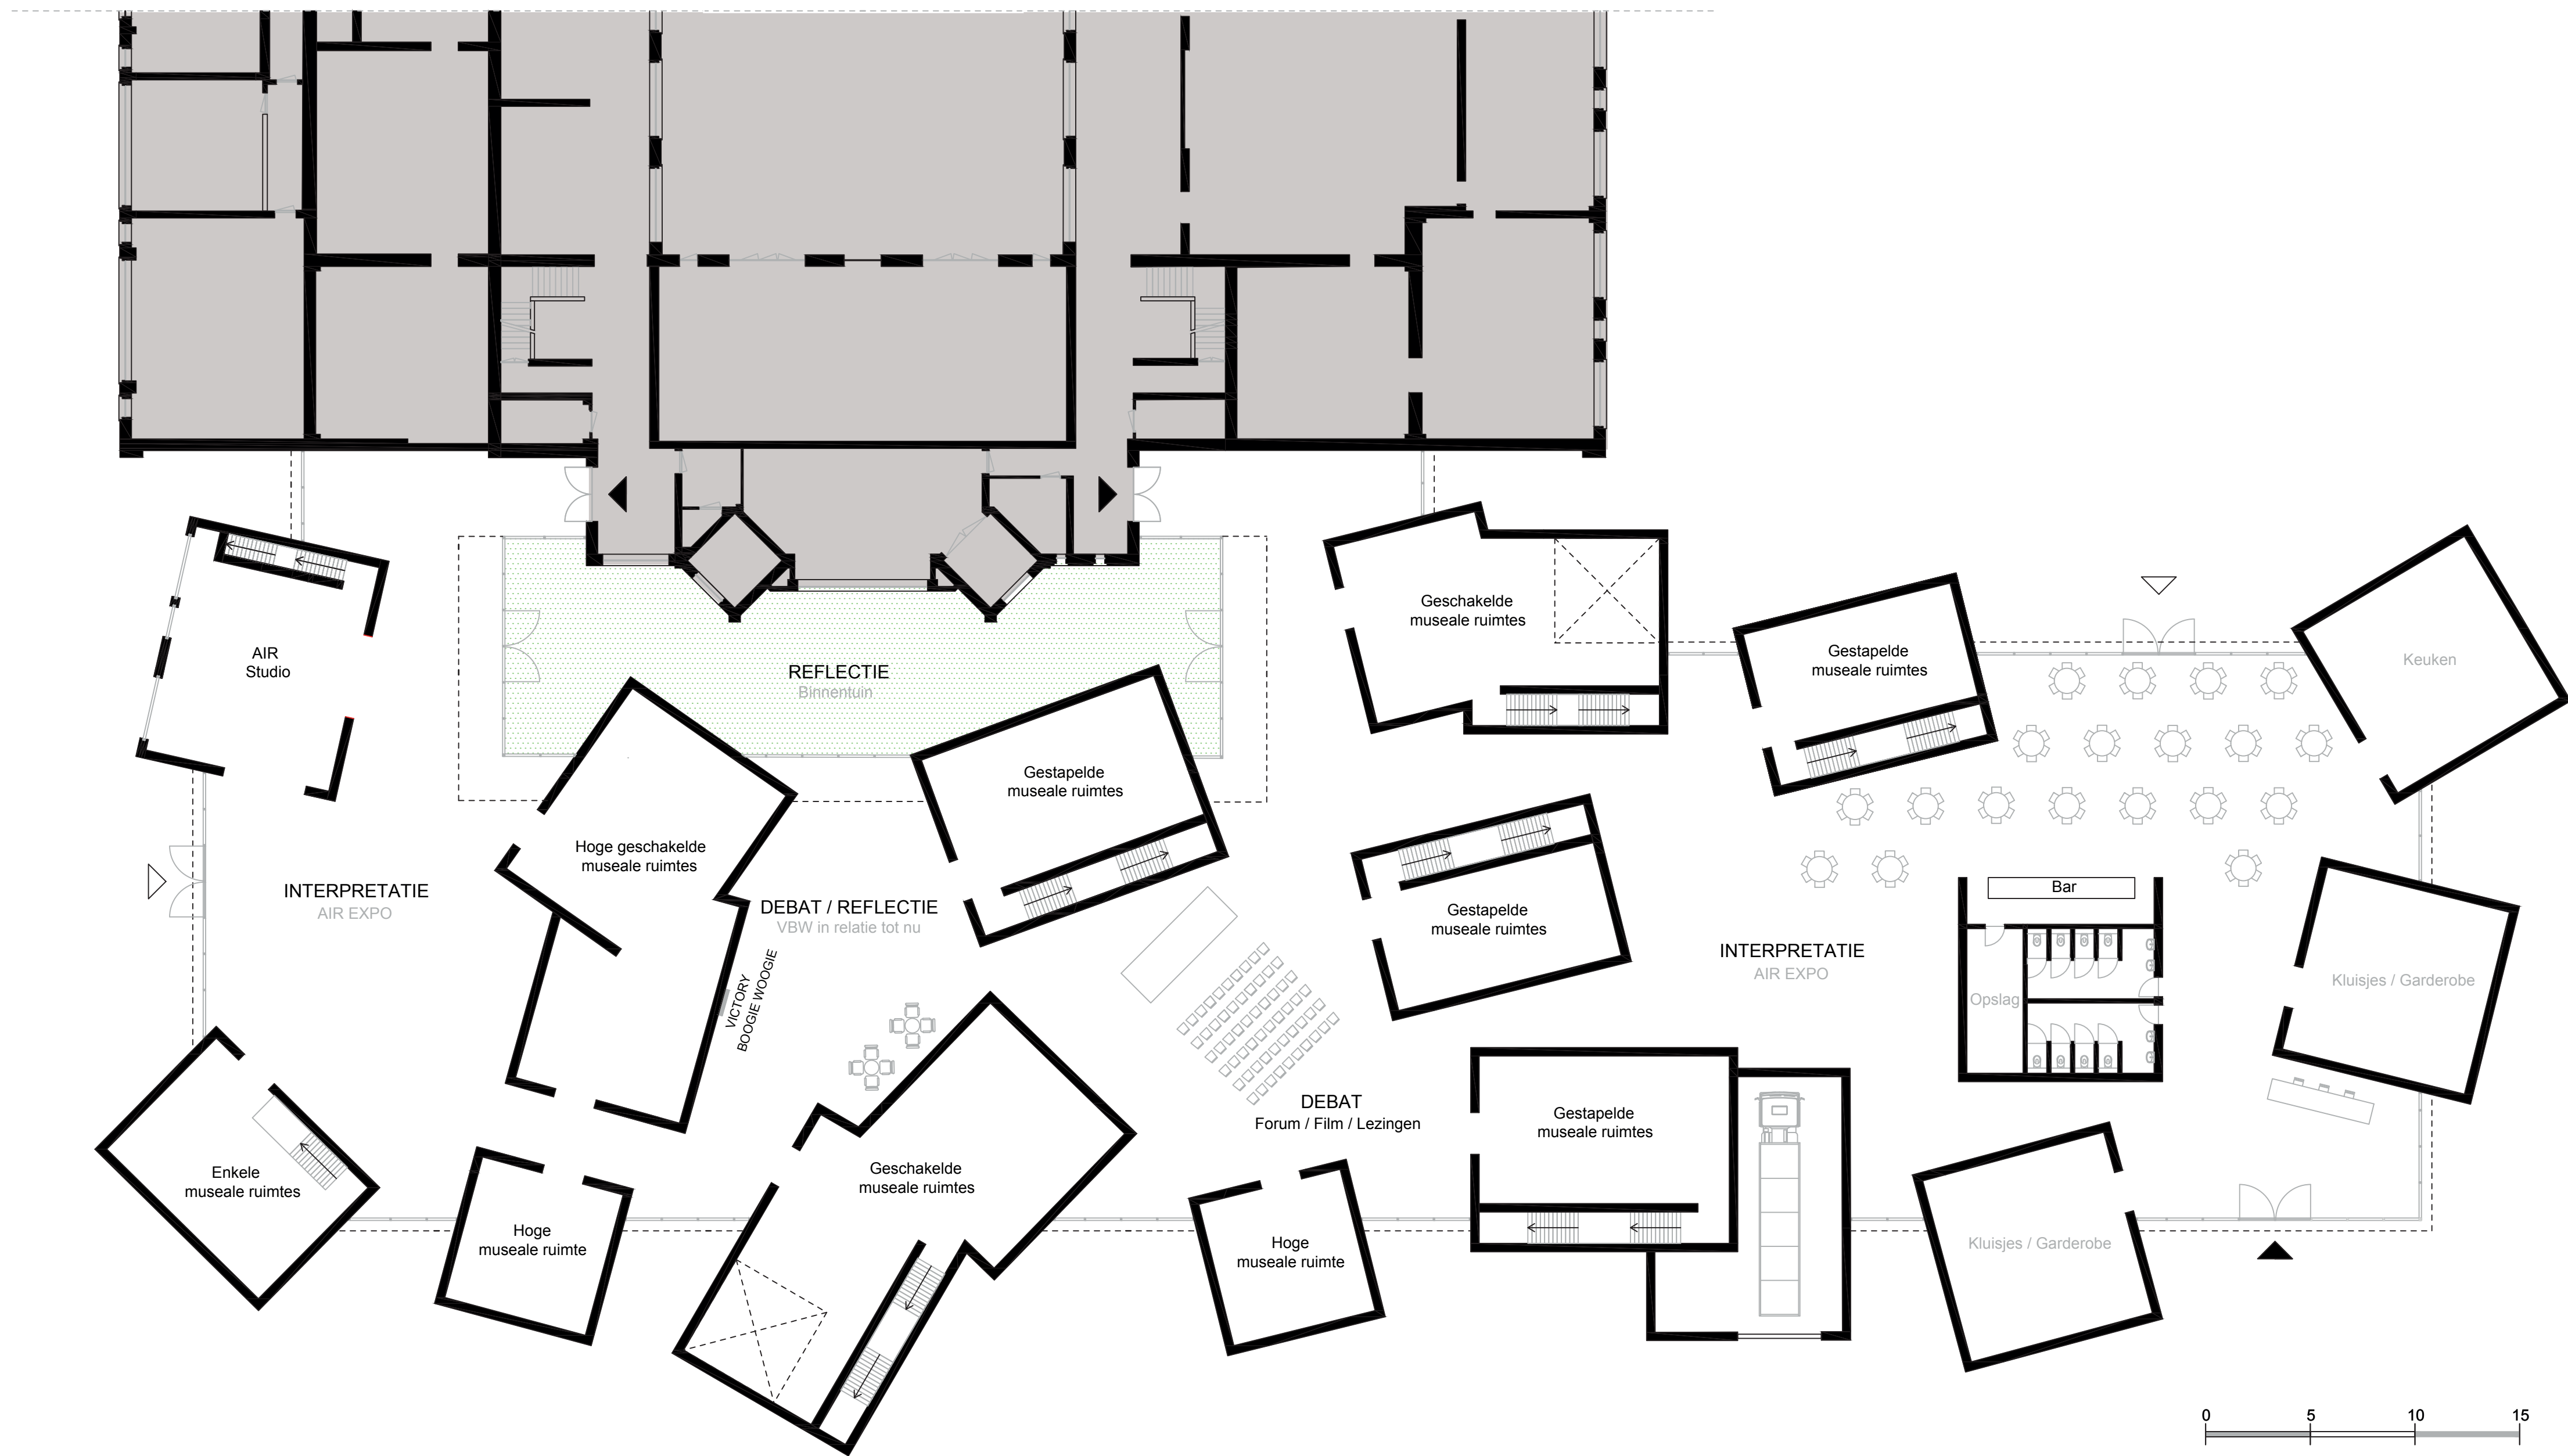 Geschakelde
museale ruimtes
Gestapelde
museale ruimtes
Keuken
AIR
Studio
REFLECTIE
Binnentuin
Gestapelde
museale ruimtes
Hoge geschakelde
museale ruimtes
INTERPRETATIE
AIR EXPO
DEBAT / REFLECTIE
VBW in relatie tot nu
VICTORY
BOOGIE WOOGIE
Gestapelde
museale ruimtes
Bar
INTERPRETATIE
AIR EXPO
Opslag
Kluisjes / Garderobe
DEBAT
Forum / Film / Lezingen
Gestapelde
museale ruimtes
Enkele
museale ruimtes
Geschakelde
museale ruimtes
Hoge
museale ruimte
Hoge
museale ruimte
Kluisjes / Garderobe
0 5 10 15